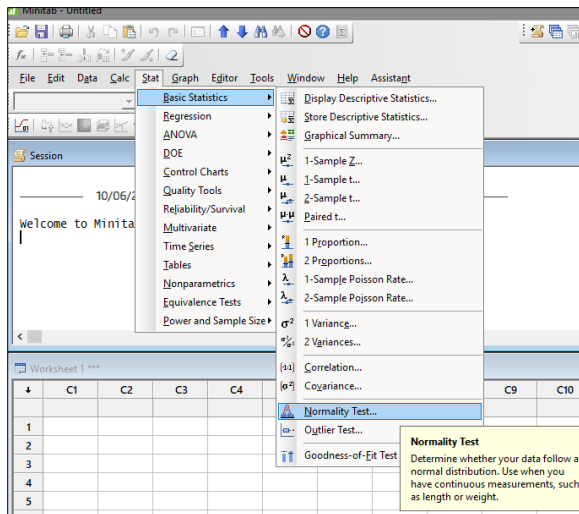 Minitab - Untitled
File Edit Data Calc Stat Graph Editor Tools Window Help Assistant
Basic Statistics
Regression
ANOVA
DOE
Control Charts
Quality Tools
Reliability/Survival
Multivariate
Time Series
Tables
Nonparametrics
Equivalence Tests
Power and Sample Size
Display Descriptive Statistics...
Store Descriptive Statistics...
Graphical Summary...
1-Sample Z...
1-Sample t...
2-Sample t...
Paired t...
1 Proportion...
2 Proportions...
1-Sample Poisson Rate...
2-Sample Poisson Rate...
1 Variance...
2 Variances...
Correlation...
Covariance...
Normality Test...
Outlier Test...
Goodness-of-Fit Test
Normality Test
Determine whether your data follow a
normal distribution. Use when you
have continuous measurements, such
as length or weight.
Session
10/06/2
Welcome to Minita
Worksheet 1 ***
C1 C2 C3 C4 C9 C10
1
2
3
4
5